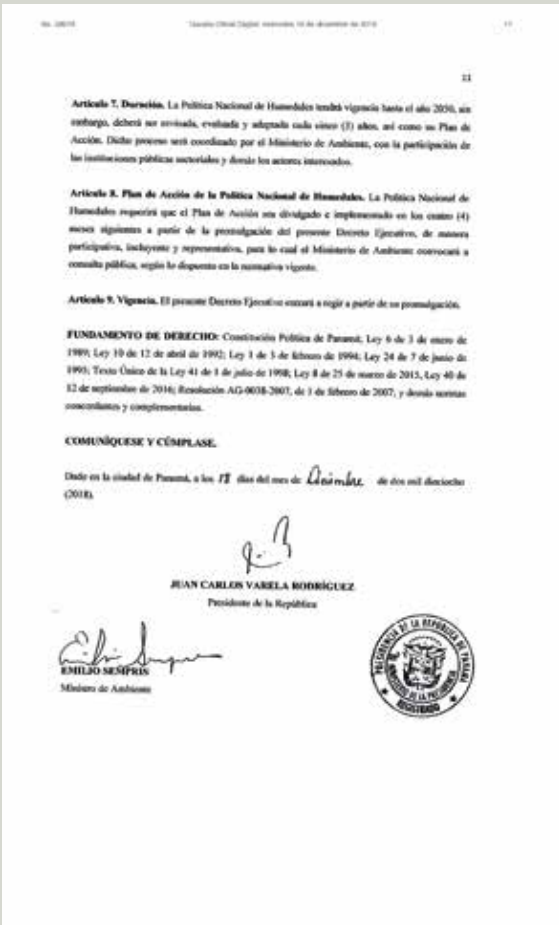 Gaceta Oficial Digital, miércoles 19 de diciembre de 2018
11
11
Artículo 7. Duración. La Política Nacional de Humedales tendrá vigencia hasta el año 2050, sin
embargo, deberá ser revisada, evaluada y adaptada cada cinco (5) años, así como su Plan de
Acción. Dicho proceso será coordinado por el Ministerio de Ambiente, con la participación de
las instituciones públicas sectoriales y demás los actores interesados.
Artículo 8. Plan de Acción de la Política Nacional de Humedales. La Política Nacional de
Humedales requerirá que el Plan de Acción sea divulgado e implementado en los cuatro (4)
meses siguientes a partir de la promulgación del presente Decreto Ejecutivo, de manera
participativa, incluyente y representativa, para lo cual el Ministerio de Ambiente convocará a
consulta pública, según lo dispuesto en la normativa vigente.
Artículo 9. Vigencia. El presente Decreto Ejecutivo entrará a regir a partir de su promulgación.
FUNDAMENTO DE DERECHO: Constitución Política de Panamá, Ley 6 de 3 de enero de
1989; Ley 10 de 12 de abril de 1992; Ley 1 de 3 de febrero de 1994; Ley 24 de 7 de junio de
1995; Texto Único de la Ley 41 de 1 de julio de 1998; Ley 8 de 25 de marzo de 2015, Ley 40 de
12 de septiembre de 2016; Resolución AG-0038-2007, de 1 de febrero de 2007, y demás normas
concordantes y complementarias.
COMUNÍQUESE Y CÚMPLASE.
Dado en la ciudad de Panamá, a los 18 días del mes de diciembre de dos mil dieciocho
(2018).
JUAN CARLOS VARELA RODRÍGUEZ
Presidente de la República
EMILIO SEMPRIS
Ministro de Ambiente
PRESIDENCIA DE LA REPÚBLICA DE PANAMÁ
MINISTERIO DE LA PRESIDENCIA
REGISTRADO